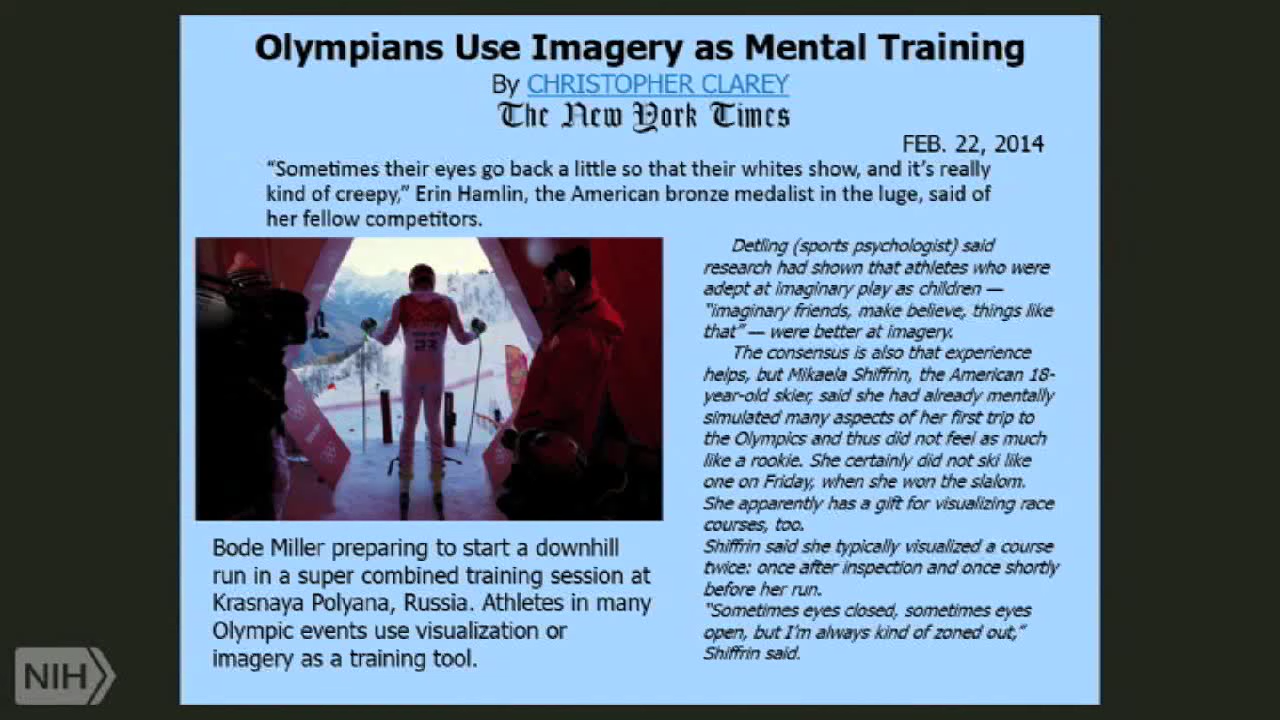 Olympians Use Imagery as Mental Training
By CHRISTOPHER CLAREY
The New York Times
FEB. 22, 2014
“Sometimes their eyes go back a little so that their whites show, and it’s really
kind of creepy,” Erin Hamlin, the American bronze medalist in the luge, said of
her fellow competitors.
Detling (sports psychologist) said
research had shown that athletes who were
adept at imaginary play as children —
“imaginary friends, make believe, things like
that” — were better at imagery.
The consensus is also that experience
helps, but Mikaela Shiffrin, the American 18-
year-old skier, said she had already mentally
simulated many aspects of her first trip to
the Olympics and thus did not feel as much
like a rookie. She certainly did not ski like
one on Friday, when she won the slalom.
She apparently has a gift for visualizing race
courses, too.
Shiffrin said she typically visualized a course
twice: once after inspection and once shortly
before her run.
“Sometimes eyes closed, sometimes eyes
open, but I’m always kind of zoned out,”
Shiffrin said.
23
Bode Miller preparing to start a downhill
run in a super combined training session at
Krasnaya Polyana, Russia. Athletes in many
Olympic events use visualization or
imagery as a training tool.
NIH